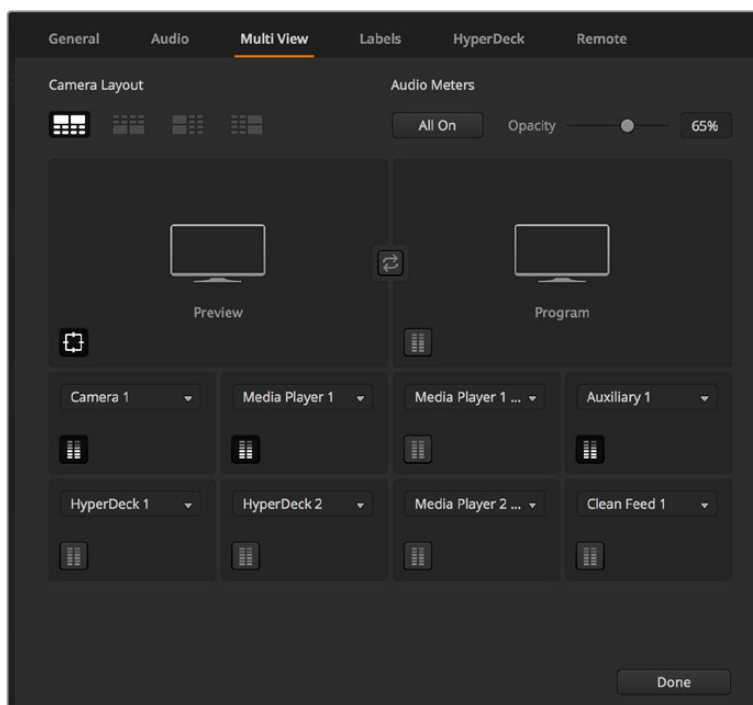 General Audio Multi View Labels HyperDeck Remote
Camera Layout Audio Meters
All On Opacity 65%
Preview Program
Camera 1 Media Player 1 Media Player 1 ... Auxiliary 1
HyperDeck 1 HyperDeck 2 Media Player 2 ... Clean Feed 1
Done